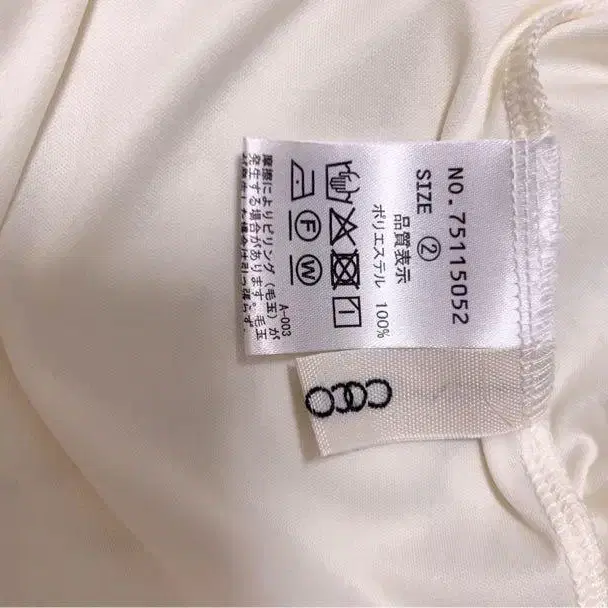 NO.75115052
SIZE ②
品質表示
ポリエステル 100%
F W
A-003
摩擦によりピリング(毛玉)が
発生する場合があります。毛玉